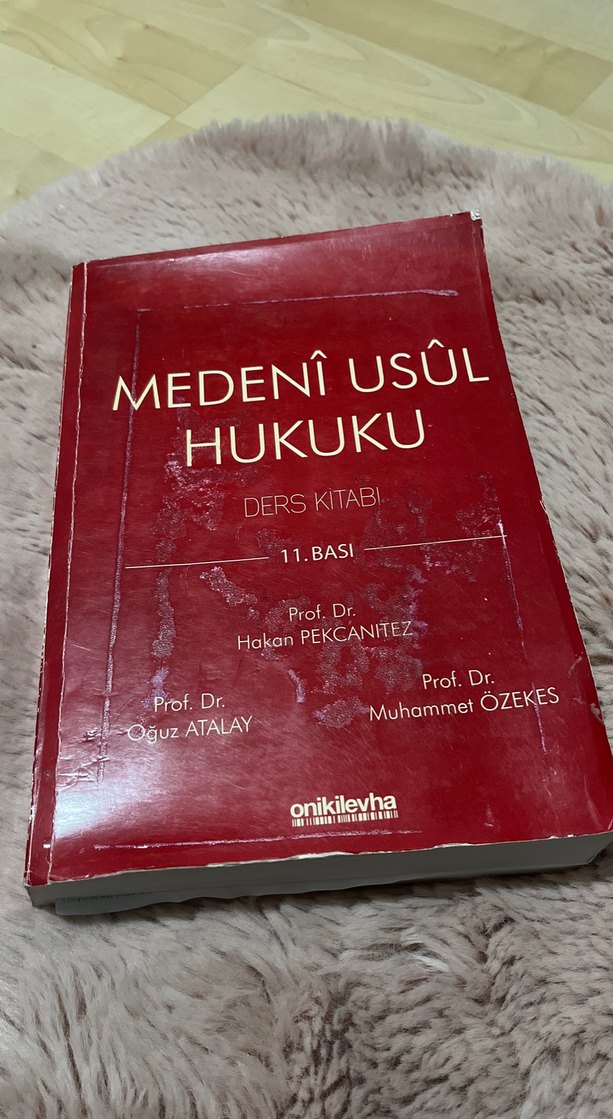 MEDENÎ USÛL
HUKUKU
DERS KİTABI
11. BASI
Prof. Dr.
Hakan PEKCANITEZ
Prof. Dr.
Oğuz ATALAY
Prof. Dr.
Muhammet ÖZEKES
onikilevha